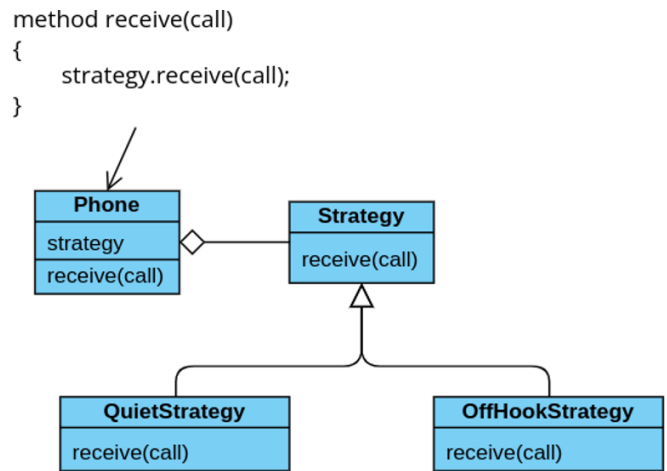 method receive(call)
{
strategy.receive(call);
}
Phone
strategy
receive(call)
Strategy
receive(call)
QuietStrategy
receive(call)
OffHookStrategy
receive(call)